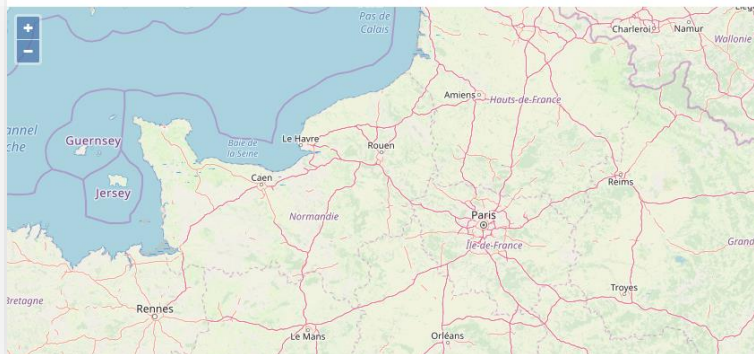 Pas de
Calais
+
−
Charleroi
Namur
Wallonie
Amiens
Hauts-de-France
Guernsey
Baie de
la Seine
Le Havre
Rouen
Jersey
Caen
Reims
Normandie
Paris
Île-de-France
Troyes
Bretagne
Rennes
Le Mans
Orléans